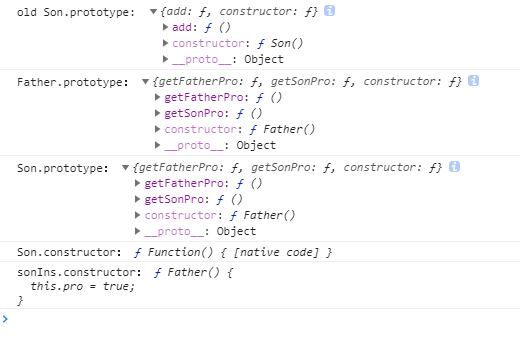 old Son.prototype: ▼{add: ƒ, constructor: ƒ} i
▶add: ƒ ()
▶constructor: ƒ Son()
▶__proto__: Object
Father.prototype: ▼{getFatherPro: ƒ, getSonPro: ƒ, constructor: ƒ} i
▶getFatherPro: ƒ ()
▶getSonPro: ƒ ()
▶constructor: ƒ Father()
▶__proto__: Object
Son.prototype: ▼{getFatherPro: ƒ, getSonPro: ƒ, constructor: ƒ} i
▶getFatherPro: ƒ ()
▶getSonPro: ƒ ()
▶constructor: ƒ Father()
▶__proto__: Object
Son.constructor: ƒ Function() { [native code] }
sonIns.constructor: ƒ Father() {
this.pro = true;
}
>